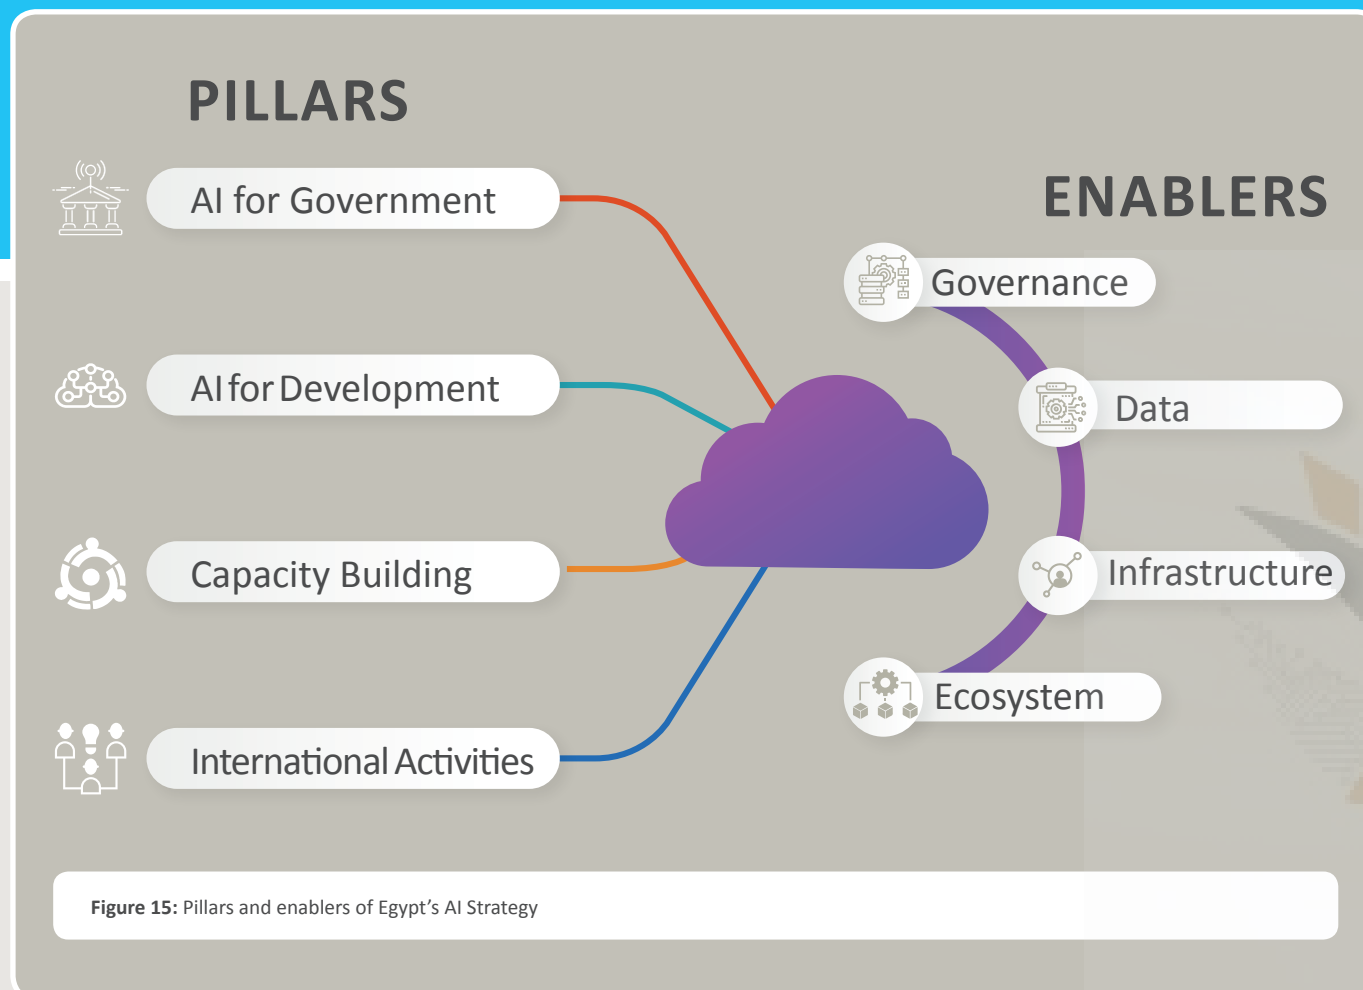 PILLARS
AI for Government
AI for Development
Capacity Building
International Activities
ENABLERS
Governance
Data
Infrastructure
Ecosystem
Figure 15: Pillars and enablers of Egypt’s AI Strategy